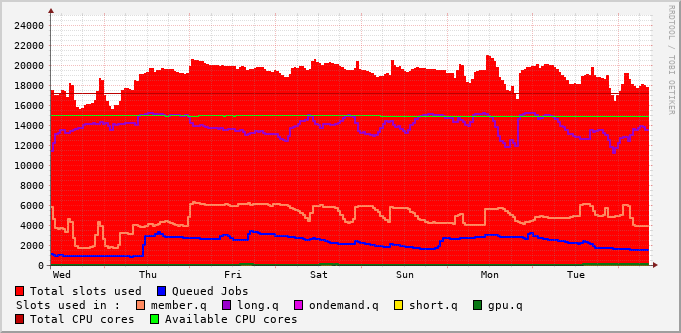 24000
22000
20000
18000
16000
14000
12000
10000
8000
6000
4000
2000
0
Wed Thu Fri Sat Sun Mon Tue
RRDTOOL / TOBI OETIKER
Total slots used Queued Jobs
Slots used in : member.q long.q ondemand.q short.q gpu.q
Total CPU cores Available CPU cores